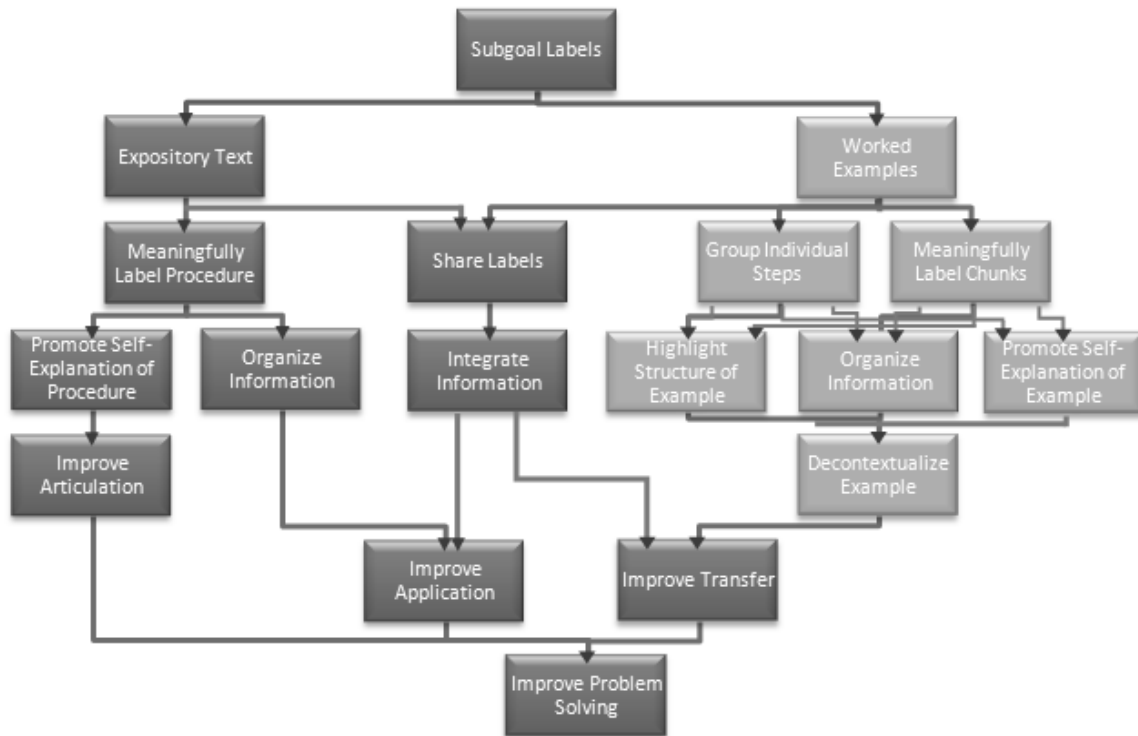 Subgoal Labels
Expository Text
Worked
Examples
Meaningfully
Label Procedure
Share Labels
Group Individual
Steps
Meaningfully
Label Chunks
Promote Self-
Explanation of
Procedure
Organize
Information
Integrate
Information
Highlight
Structure of
Example
Organize
Information
Promote Self-
Explanation of
Example
Improve
Articulation
Decontextualize
Example
Improve
Application
Improve Transfer
Improve Problem
Solving